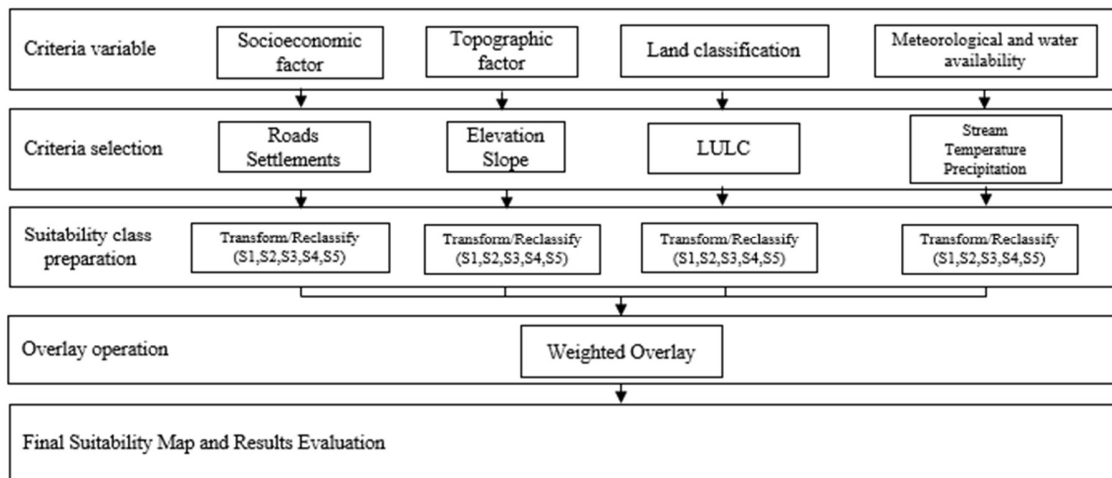 Criteria variable
Socioeconomic
factor
Topographic
factor
Land classification
Meteorological and water
availability
Criteria selection
Roads
Settlements
Elevation
Slope
LULC
Stream
Temperature
Precipitation
Suitability class
preparation
Transform/Reclassify
(S1,S2,S3,S4,S5)
Transform/Reclassify
(S1,S2,S3,S4,S5)
Transform/Reclassify
(S1,S2,S3,S4,S5)
Transform/Reclassify
(S1,S2,S3,S4,S5)
Overlay operation
Weighted Overlay
Final Suitability Map and Results Evaluation